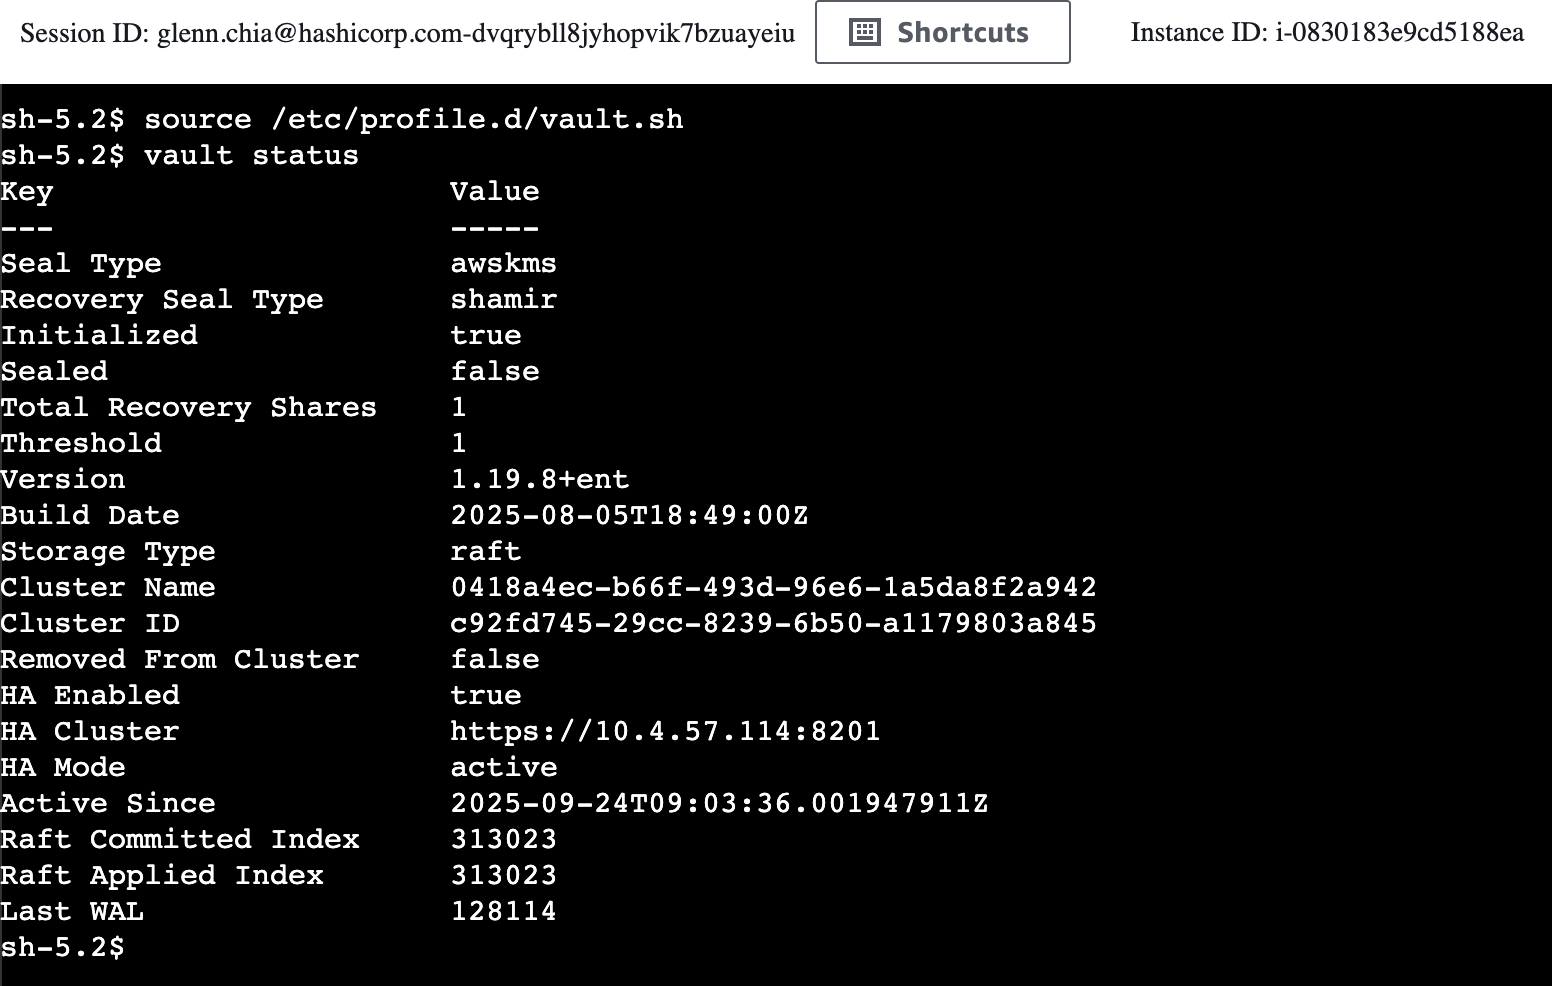 Session ID: glenn.chia@hashicorp.com-dvqrybll8jyhopvik7bzuayeiu Shortcuts Instance ID: i-0830183e9cd5188ea
sh-5.2$ source /etc/profile.d/vault.sh
sh-5.2$ vault status
Key Value
--- -----
Seal Type awskms
Recovery Seal Type shamir
Initialized true
Sealed false
Total Recovery Shares 1
Threshold 1
Version 1.19.8+ent
Build Date 2025-08-05T18:49:00Z
Storage Type raft
Cluster Name 0418a4ec-b66f-493d-96e6-1a5da8f2a942
Cluster ID c92fd745-29cc-8239-6b50-a1179803a845
Removed From Cluster false
HA Enabled true
HA Cluster https://10.4.57.114:8201
HA Mode active
Active Since 2025-09-24T09:03:36.001947911Z
Raft Committed Index 313023
Raft Applied Index 313023
Last WAL 128114
sh-5.2$